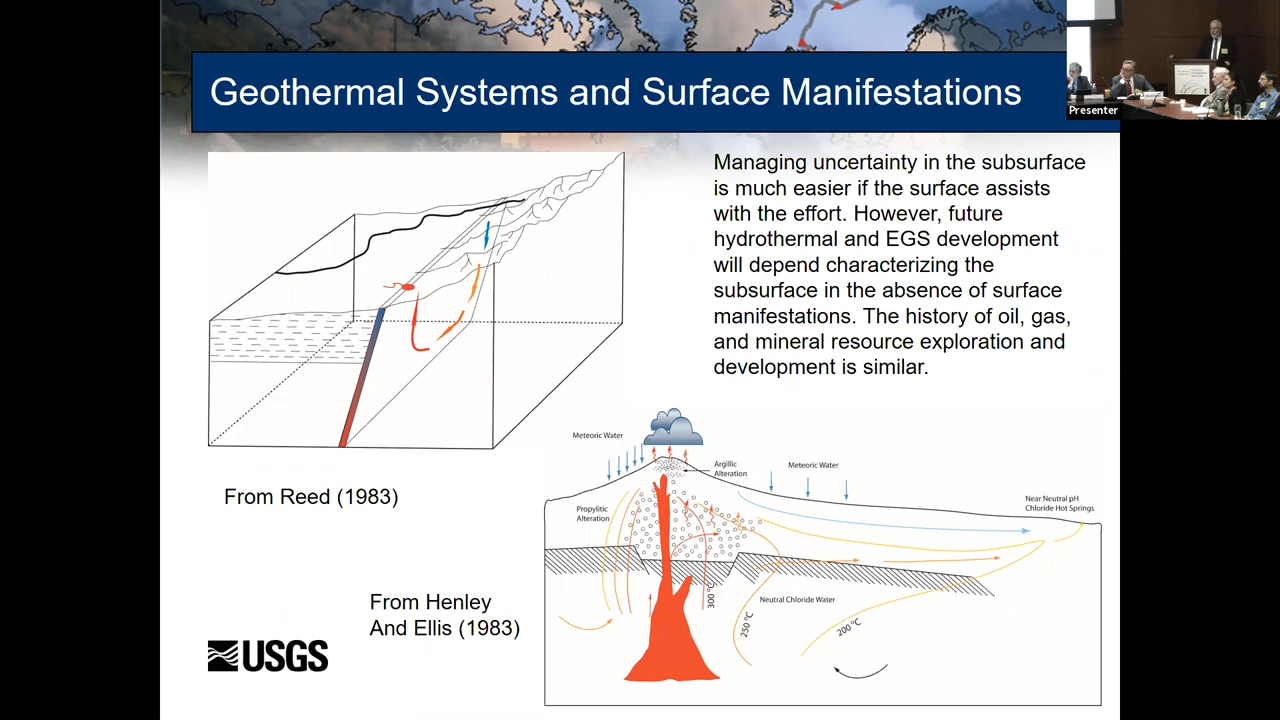 Geothermal Systems and Surface Manifestations
Presenter
Managing uncertainty in the subsurface
is much easier if the surface assists
with the effort. However, future
hydrothermal and EGS development
will depend characterizing the
subsurface in the absence of surface
manifestations. The history of oil, gas,
and mineral resource exploration and
development is similar.
From Reed (1983)
Meteoric Water
Argillic
Alteration
Meteoric Water
Near Neutral pH
Chloride Hot Springs
Propylitic
Alteration
300 °C
250 °C
200 °C
Neutral Chloride Water
From Henley
And Ellis (1983)
USGS